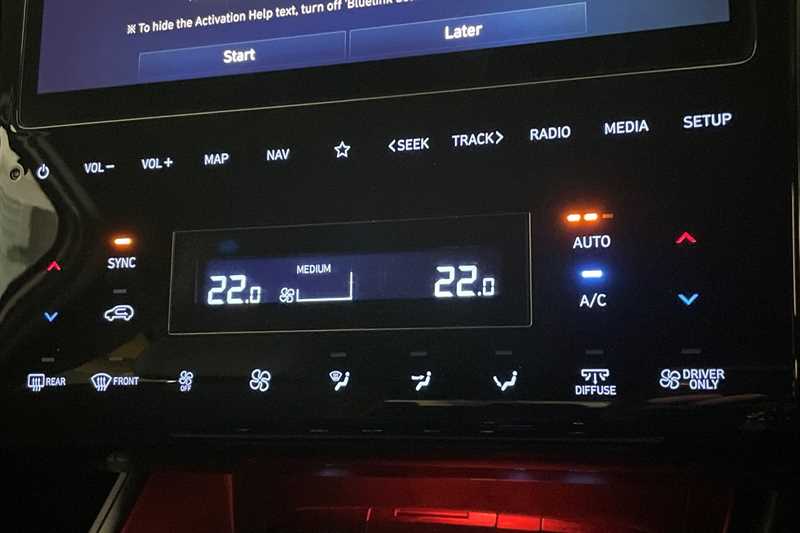 ※ To hide the Activation Help text, turn off 'Bluelink
Start
Later
VOL−
VOL+
MAP
NAV
☆
<SEEK
TRACK>
RADIO
MEDIA
SETUP
SYNC
AUTO
A/C
22.0
MEDIUM
22.0
REAR
FRONT
OFF
DIFFUSE
DRIVER
ONLY